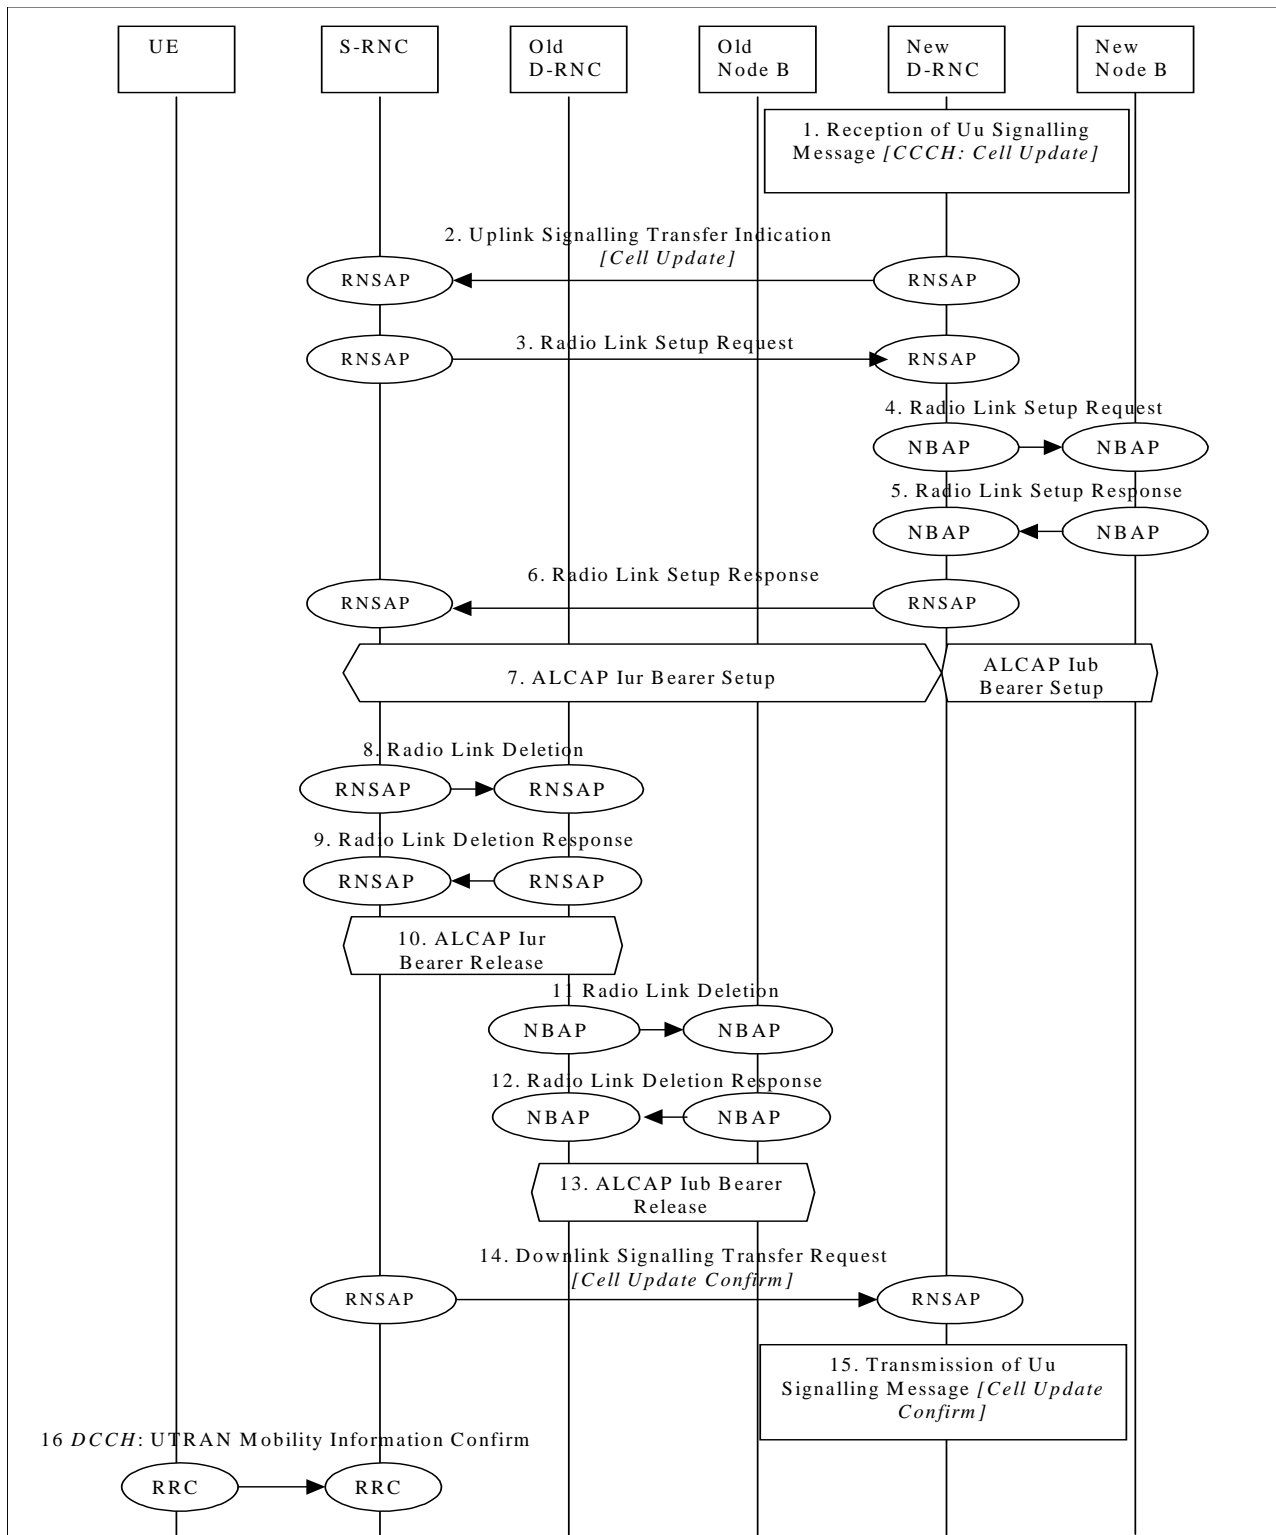 UE
S-RNC
Old
D-RNC
Old
Node B
New
D-RNC
New
Node B
1. Reception of Uu Signalling
Message [CCCH: Cell Update]
2. Uplink Signalling Transfer Indication
[Cell Update]
RNSAP
RNSAP
3. Radio Link Setup Request
RNSAP
RNSAP
4. Radio Link Setup Request
NBAP
NBAP
5. Radio Link Setup Response
NBAP
NBAP
6. Radio Link Setup Response
RNSAP
RNSAP
7. ALCAP Iur Bearer Setup
ALCAP Iub
Bearer Setup
8. Radio Link Deletion
RNSAP
RNSAP
9. Radio Link Deletion Response
RNSAP
RNSAP
10. ALCAP Iur
Bearer Release
11 Radio Link Deletion
NBAP
NBAP
12. Radio Link Deletion Response
NBAP
NBAP
13. ALCAP Iub Bearer
Release
14. Downlink Signalling Transfer Request
[Cell Update Confirm]
RNSAP
RNSAP
15. Transmission of Uu
Signalling Message [Cell Update
Confirm]
16 DCCH: UTRAN Mobility Information Confirm
RRC
RRC